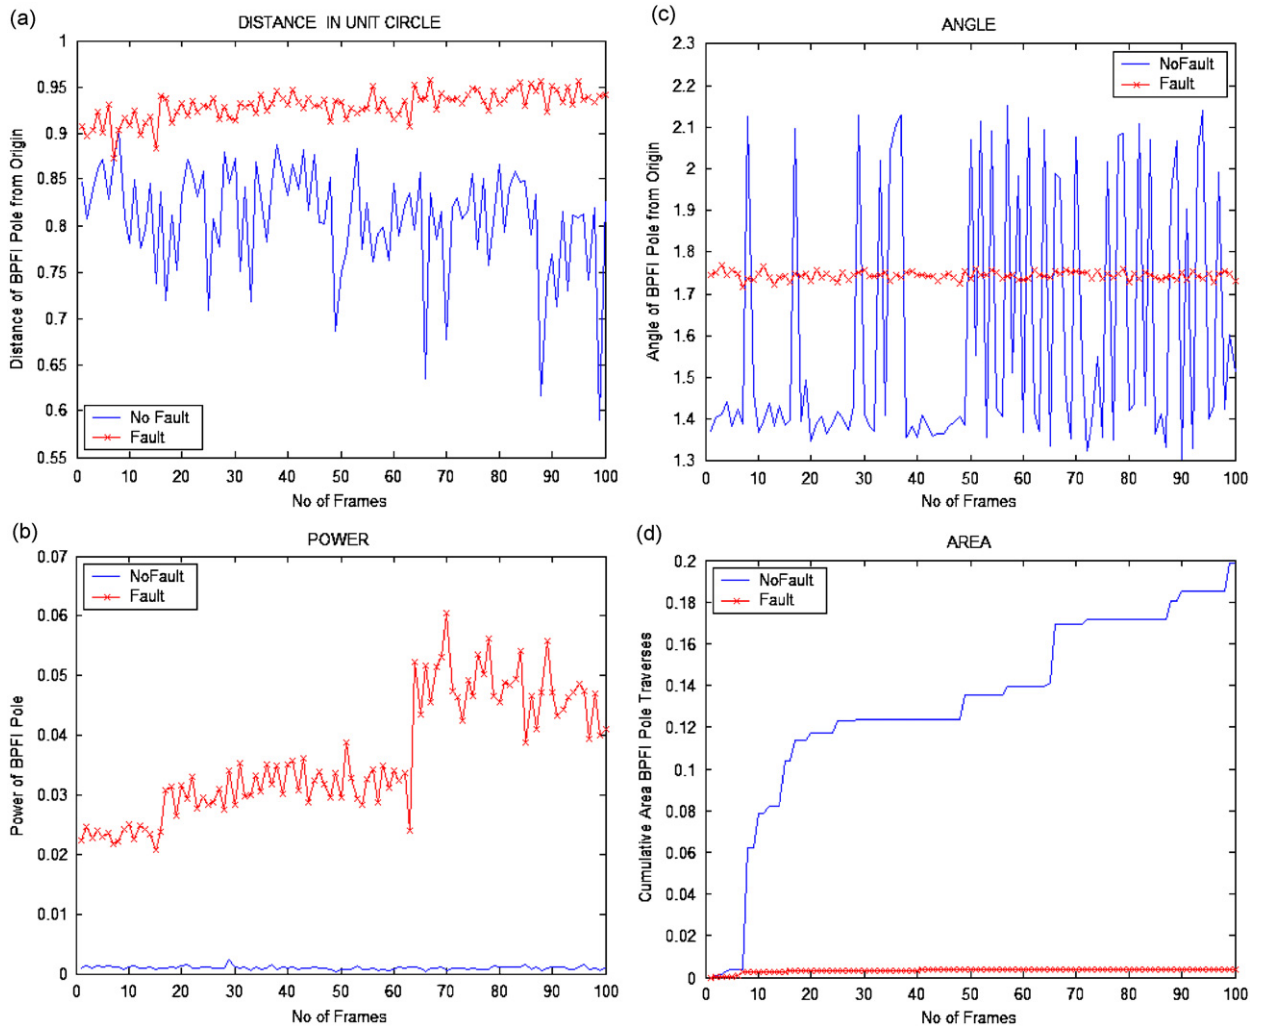 (a)
DISTANCE IN UNIT CIRCLE
Distance of BPFI Pole from Origin
1
0.95
0.9
0.85
0.8
0.75
0.7
0.65
0.6
0.55
No Fault
Fault
0 10 20 30 40 50 60 70 80 90 100
No of Frames
(c)
ANGLE
Angle of BPFI Pole from Origin
2.3
2.2
2.1
2
1.9
1.8
1.7
1.6
1.5
1.4
1.3
NoFault
Fault
0 10 20 30 40 50 60 70 80 90 100
No of Frames
(b)
POWER
Power of BPFI Pole
0.07
0.06
0.05
0.04
0.03
0.02
0.01
0
NoFault
Fault
0 10 20 30 40 50 60 70 80 90 100
No of Frames
(d)
AREA
Cumulative Area BPFI Pole Traverses
0.2
0.18
0.16
0.14
0.12
0.1
0.08
0.06
0.04
0.02
0
NoFault
Fault
0 10 20 30 40 50 60 70 80 90 100
No of Frames